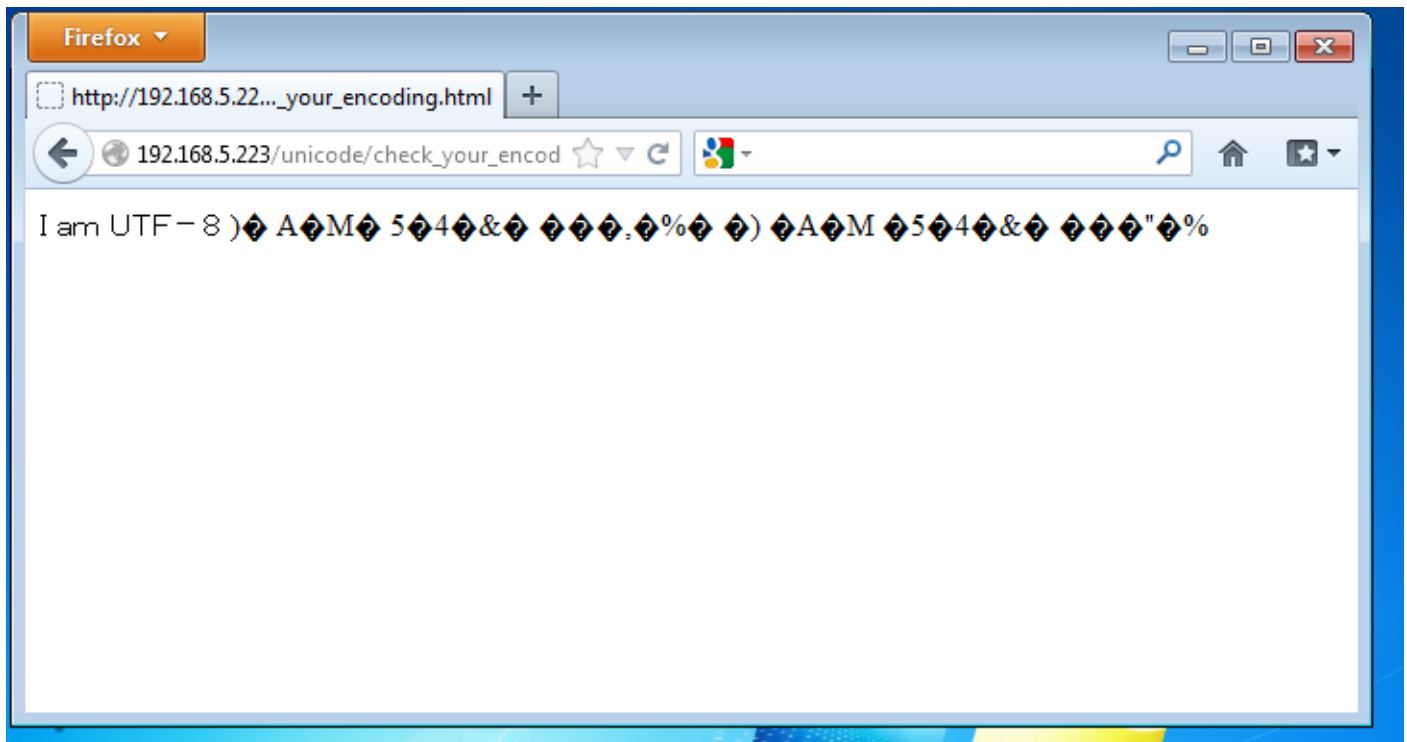 Firefox
http://192.168.5.22..._your_encoding.html
192.168.5.223/unicode/check_your_encod
I am UTF－8 )� A�M� 5�4�&� ���,�%� �) �A�M �5�4�&� ���"�%